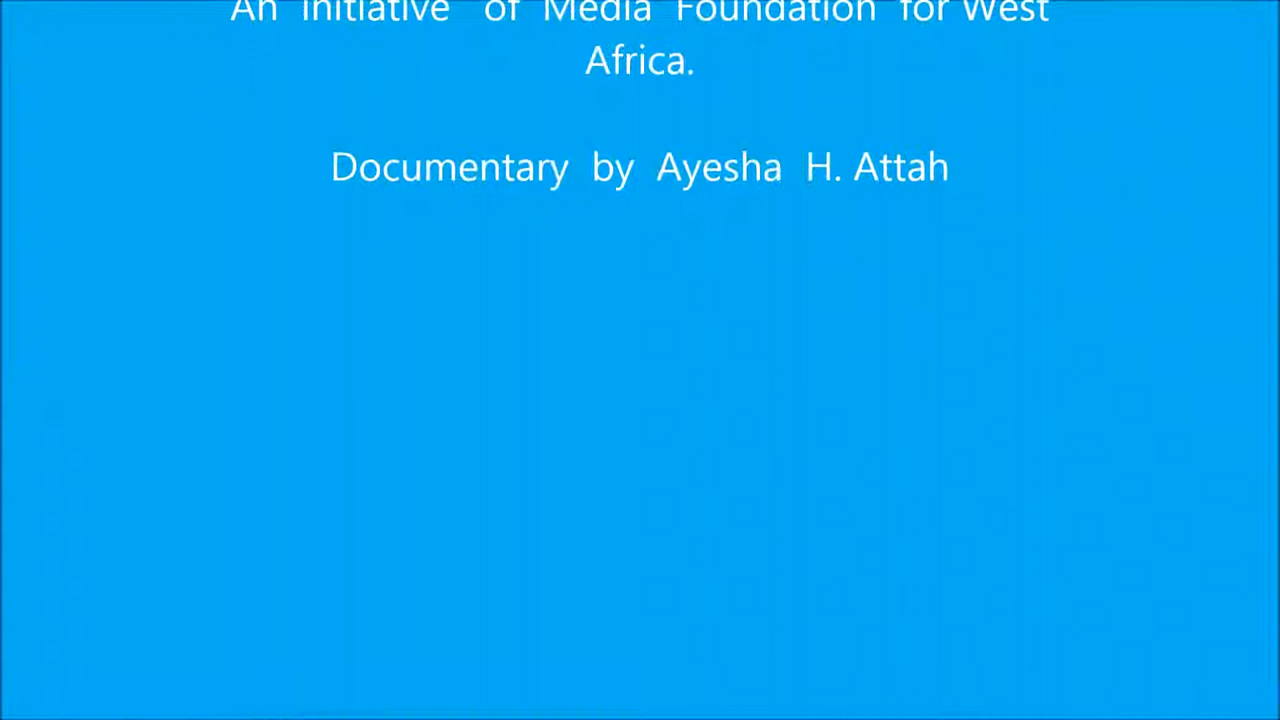 An Initiative of Media Foundation for West
Africa.
Documentary by Ayesha H. Attah